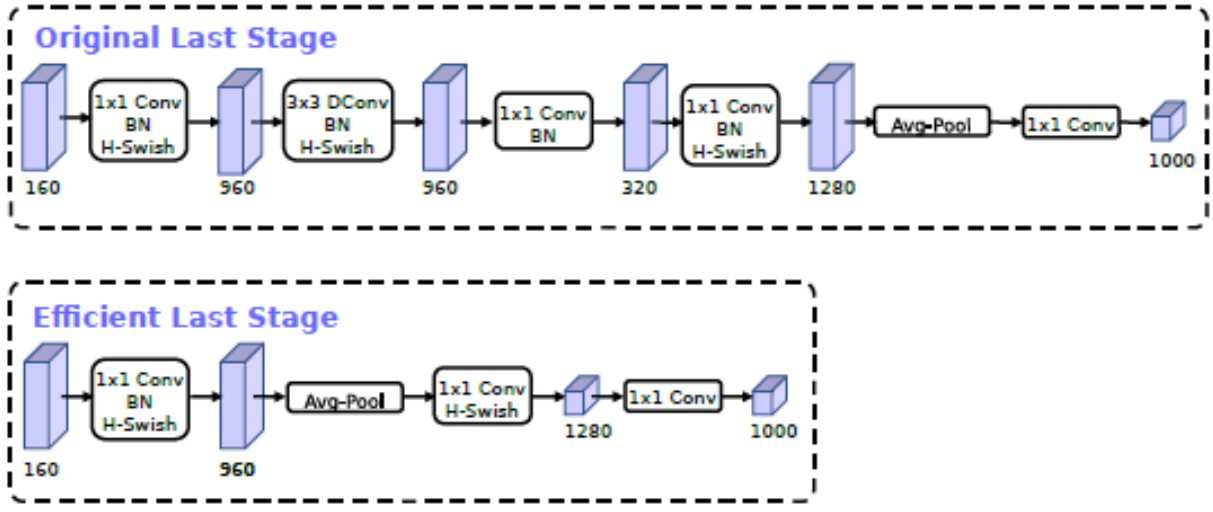 Original Last Stage
1x1 Conv
BN
H-Swish
3x3 DConv
BN
H-Swish
1x1 Conv
BN
1x1 Conv
BN
H-Swish
Avg-Pool
1x1 Conv
160
960
960
320
1280
1000
Efficient Last Stage
1x1 Conv
BN
H-Swish
Avg-Pool
1x1 Conv
H-Swish
1x1 Conv
160
960
1280
1000